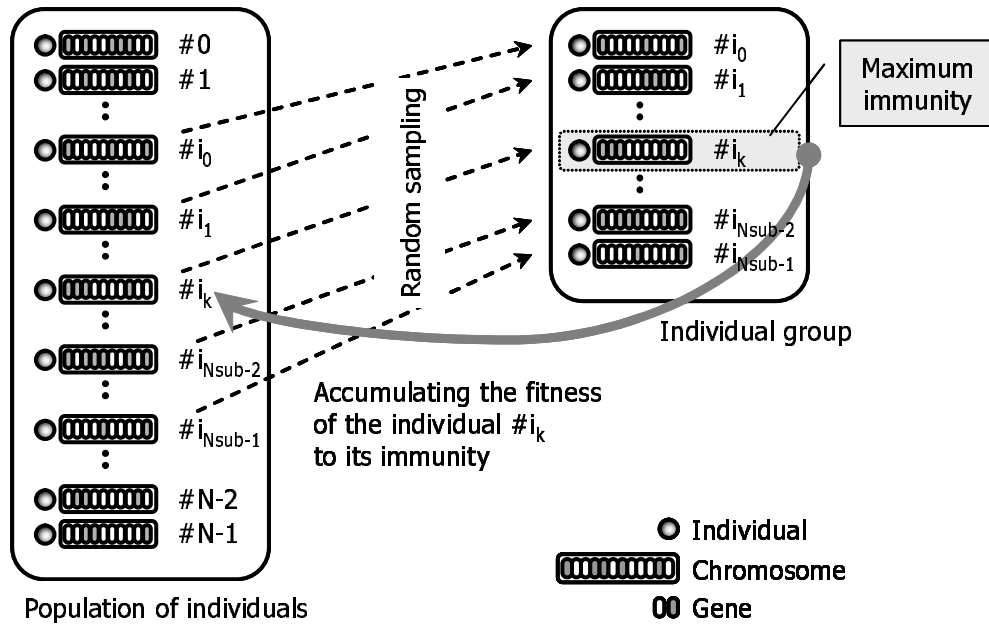 #0
#1
#i0
#i1
#ik
#iNsub-2
#iNsub-1
#N-2
#N-1
Population of individuals
Random sampling
#i0
#i1
#ik
#iNsub-2
#iNsub-1
Individual group
Maximum
immunity
Accumulating the fitness
of the individual #ik
to its immunity
Individual
Chromosome
Gene